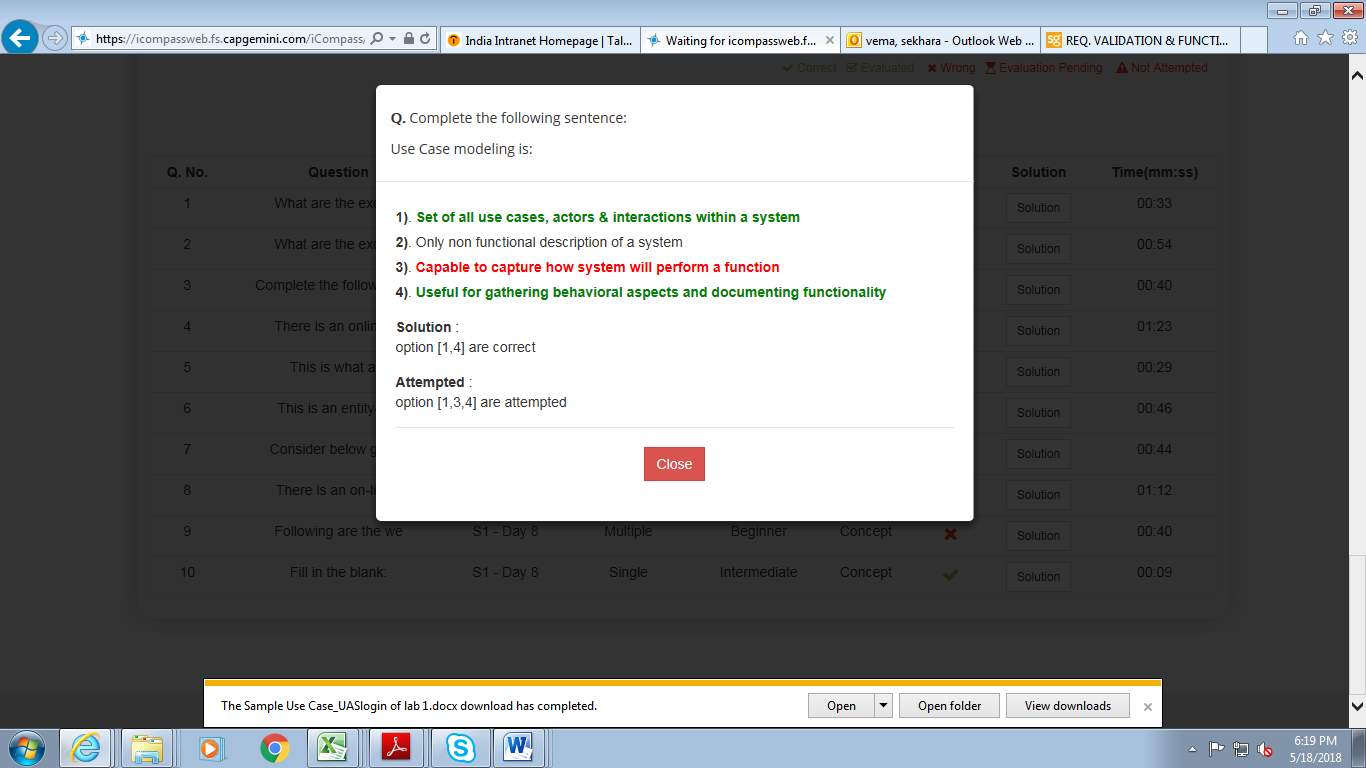 https://icompassweb.fs.capgemini.com/iCompass/
India Intranet Homepage | Tal...
Waiting for icompassweb.f...
vema, sekhara - Outlook Web ...
REQ. VALIDATION & FUNCTI...
Correct Evaluated Wrong Evaluation Pending Not Attempted
Q. Complete the following sentence:
Use Case modeling is:
Q. No. Question Solution Time(mm:ss)
1 What are the exc Solution 00:33
2 What are the exc Solution 00:54
3 Complete the follow Solution 00:40
4 There is an onlin Solution 01:23
5 This is what a Solution 00:29
6 This is an entity Solution 00:46
7 Consider below g Solution 00:44
8 There is an on-li Solution 01:12
1). Set of all use cases, actors & interactions within a system
2). Only non functional description of a system
3). Capable to capture how system will perform a function
4). Useful for gathering behavioral aspects and documenting functionality
Solution :
option [1,4] are correct
Attempted :
option [1,3,4] are attempted
Close
9 Following are the we S1 - Day 8 Multiple Beginner Concept Solution 00:40
10 Fill in the blank: S1 - Day 8 Single Intermediate Concept Solution 00:09
The Sample Use Case_UASlogin of lab 1.docx download has completed.
Open Open folder View downloads
6:19 PM
5/18/2018